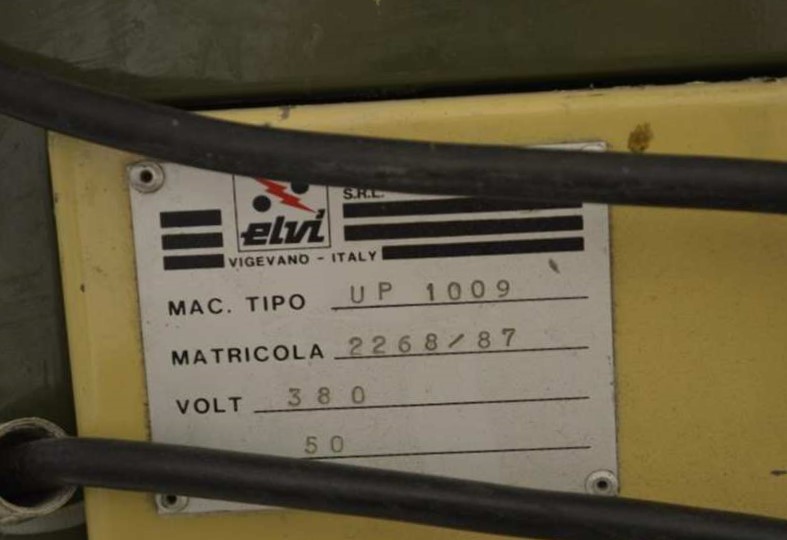 S.R.L.
elvi
VIGEVANO - ITALY
MAC. TIPO UP 1009
MATRICOLA 2268/87
VOLT 380
50